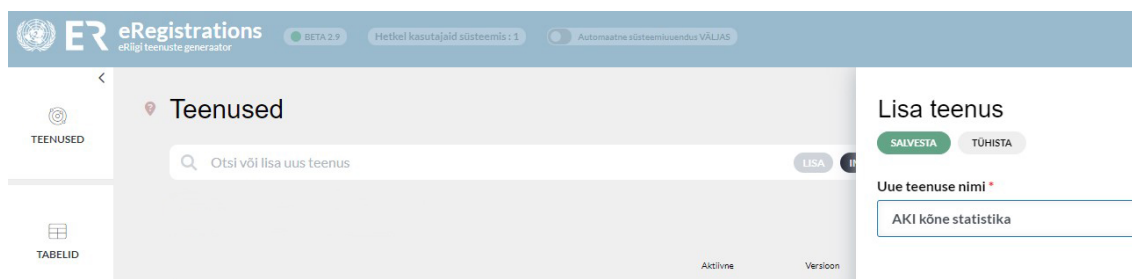 ER eRegistrations
eRiigi teenuste generaator
BETA 2.9
Hetkel kasutajaid süsteemis : 1
Automaatne süsteemiuuendus VÄLJAS
TEENUSED
Teenused
Otsi või lisa uus teenus
LISA
TABELID
Aktiivne
Versioon
Lisa teenus
SALVESTA
TÜHISTA
Uue teenuse nimi *
AKI kõne statistika